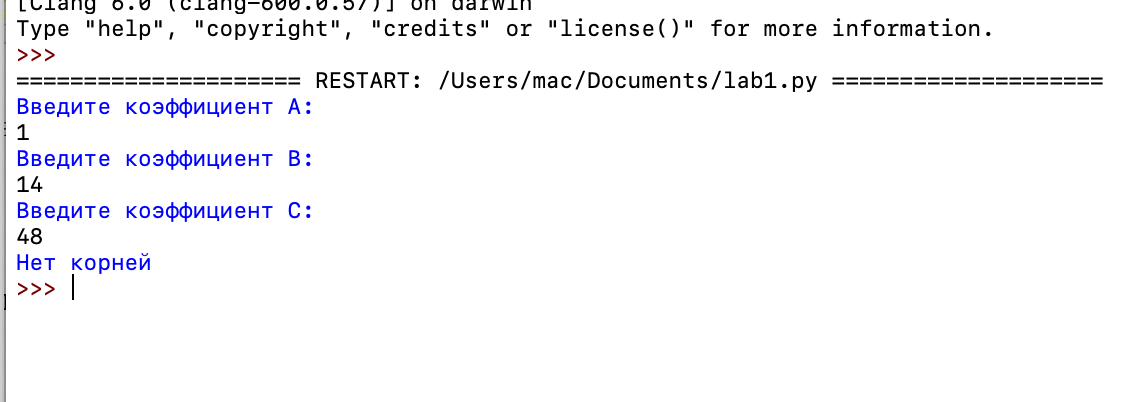 [Clang 6.0 (clang-600.0.57)] on darwin
Type "help", "copyright", "credits" or "license()" for more information.
>>>
===================== RESTART: /Users/mac/Documents/lab1.py ====================
Введите коэффициент A:
1
Введите коэффициент B:
14
Введите коэффициент C:
48
Нет корней
>>>